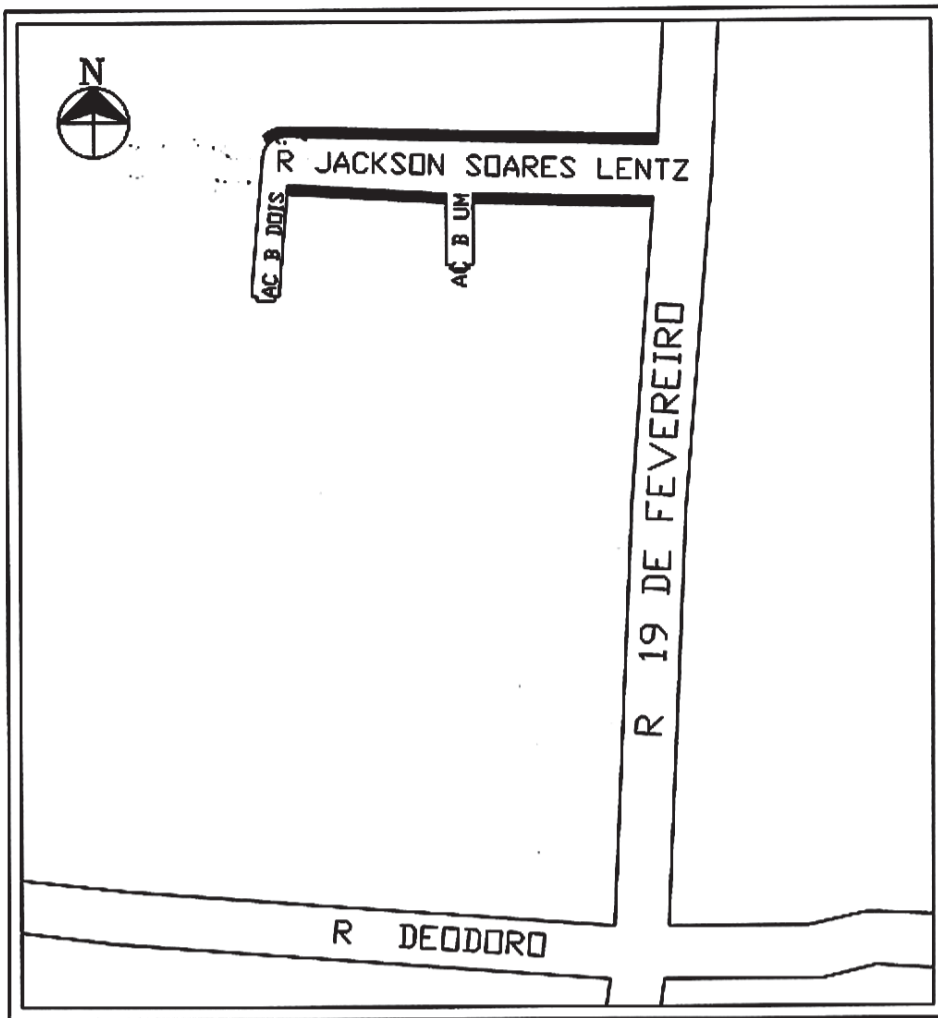 N
R JACKSON SOARES LENTZ
AC B DOIS
AC B UM
R 19 DE FEVEREIRO
R DEODORO